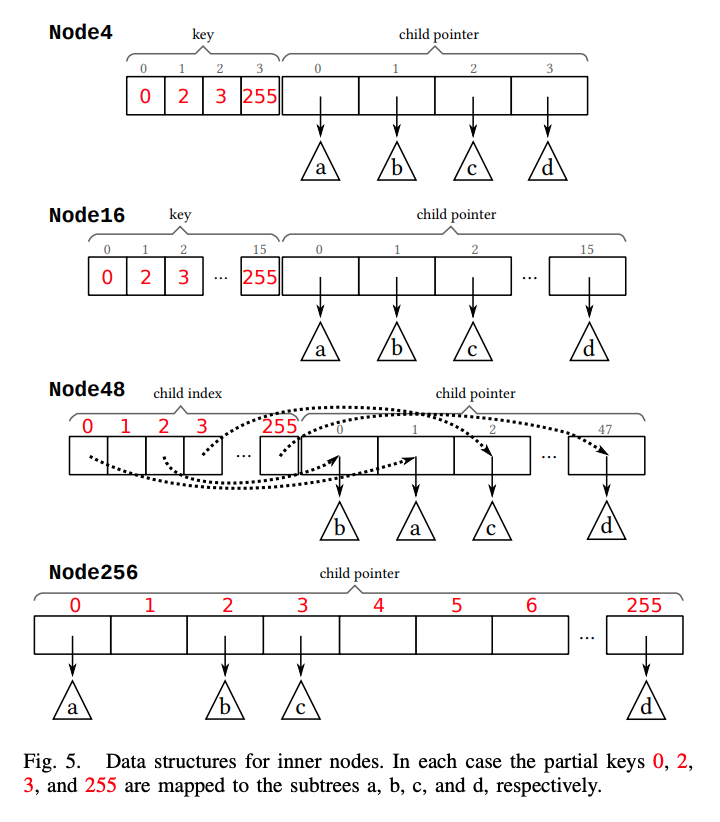 Node4
key
child pointer
0 1 2 3 0 1 2 3
0 2 3 255
a b c d
Node16
key
child pointer
0 1 2 15 0 1 2 15
0 2 3 ... 255 ...
a b c d
Node48
child index
child pointer
0 1 2 3 255 0 1 2 47
... ...
b a c d
Node256
child pointer
0 1 2 3 4 5 6 255
...
a b c d
Fig. 5. Data structures for inner nodes. In each case the partial keys 0, 2,
3, and 255 are mapped to the subtrees a, b, c, and d, respectively.